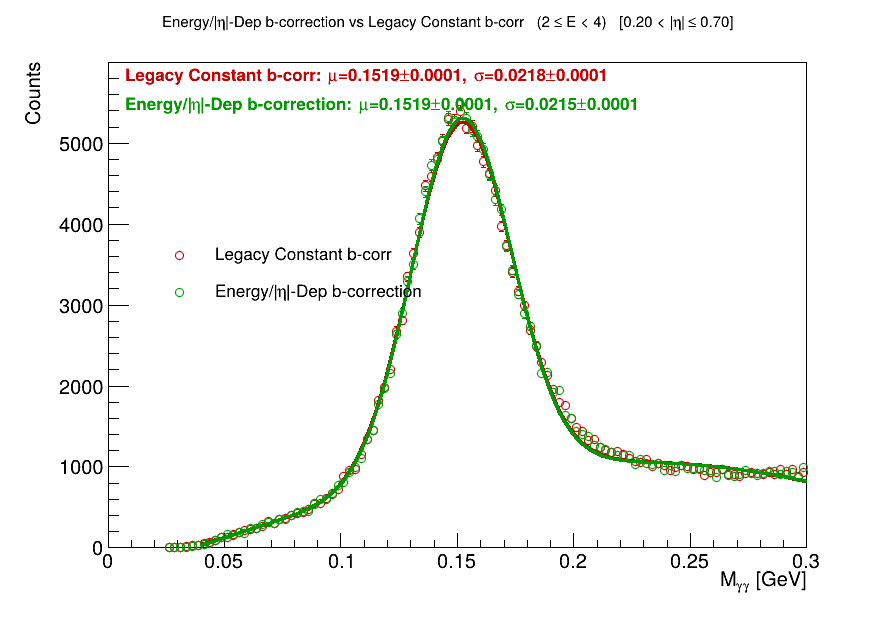 Energy/|η|-Dep b-correction vs Legacy Constant b-corr (2 ≤ E < 4) [0.20 < |η| ≤ 0.70]
Counts
Legacy Constant b-corr: μ=0.1519±0.0001, σ=0.0218±0.0001
Energy/|η|-Dep b-correction: μ=0.1519±0.0001, σ=0.0215±0.0001
5000
4000
Legacy Constant b-corr
Energy/|η|-Dep b-correction
3000
2000
1000
0
0 0.05 0.1 0.15 0.2 0.25 0.3
Mγγ [GeV]